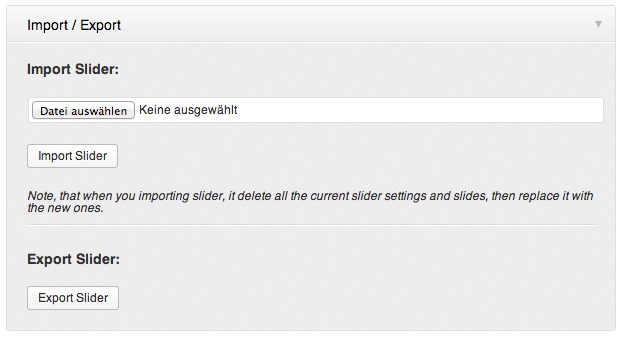 Import / Export
Import Slider:
Datei auswählen Keine ausgewählt
Import Slider
Note, that when you importing slider, it delete all the current slider settings and slides, then replace it with
the new ones.
Export Slider:
Export Slider